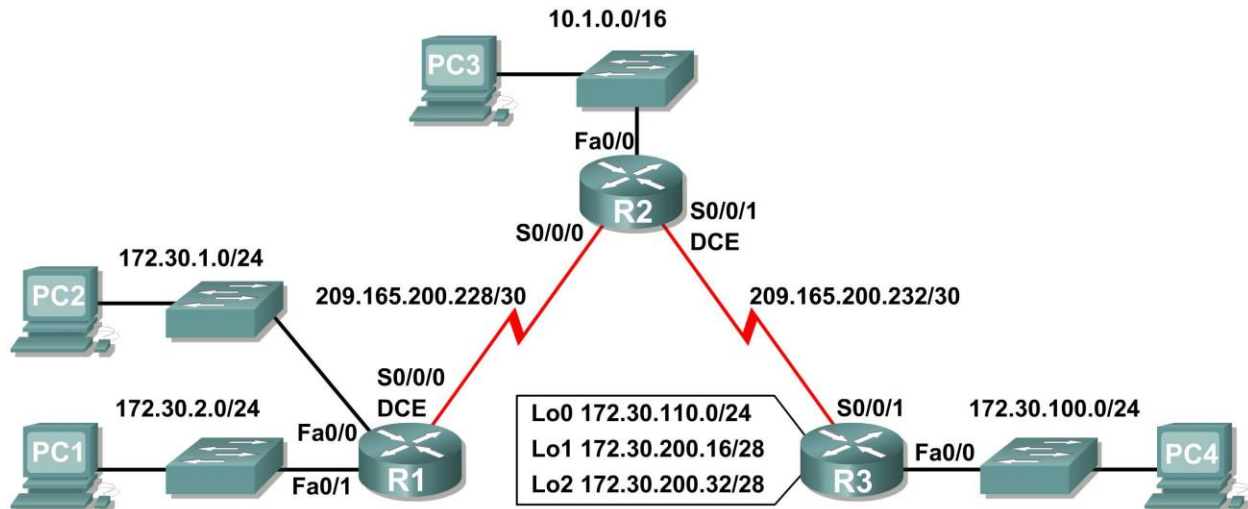 10.1.0.0/16
PC3
Fa0/0
R2
S0/0/1
DCE
S0/0/0
172.30.1.0/24
PC2
209.165.200.228/30
209.165.200.232/30
S0/0/0
DCE
172.30.2.0/24
PC1
Fa0/0
Fa0/1
R1
Lo0 172.30.110.0/24
Lo1 172.30.200.16/28
Lo2 172.30.200.32/28
S0/0/1
R3
Fa0/0
172.30.100.0/24
PC4